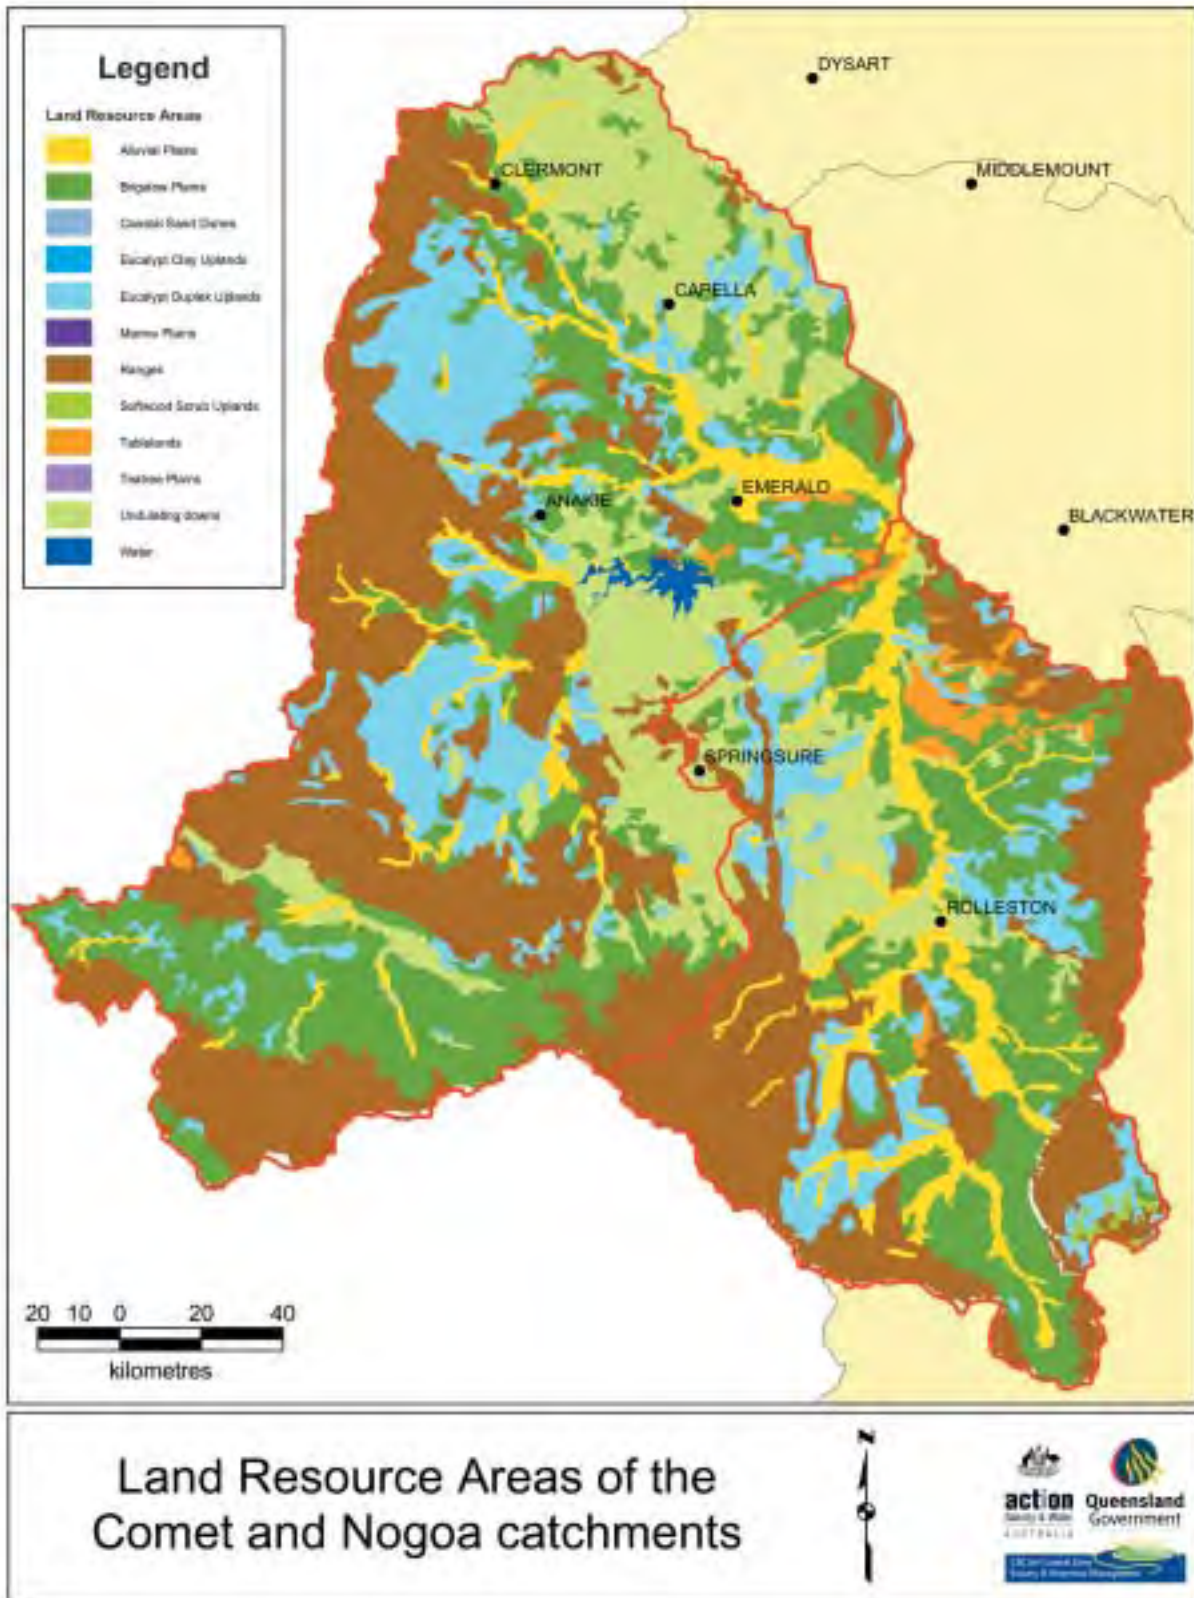 Legend
Land Resource Areas
Alluvial Plains
Brigalow Plains
Coastal Sand Dunes
Eucalypt Clay Uplands
Eucalypt Duplex Uplands
Marine Plains
Ranges
Softwood Scrub Uplands
Tablelands
Teatree Plains
Undulating downs
Water
DYSART
CLERMONT
MIDDLEMOUNT
CAPELLA
ANAKIE
EMERALD
BLACKWATER
SPRINGSURE
ROLLESTON
20 10 0 20 40
kilometres
Land Resource Areas of the
Comet and Nogoa catchments
N
action
AUSTRALIA
Queensland
Government